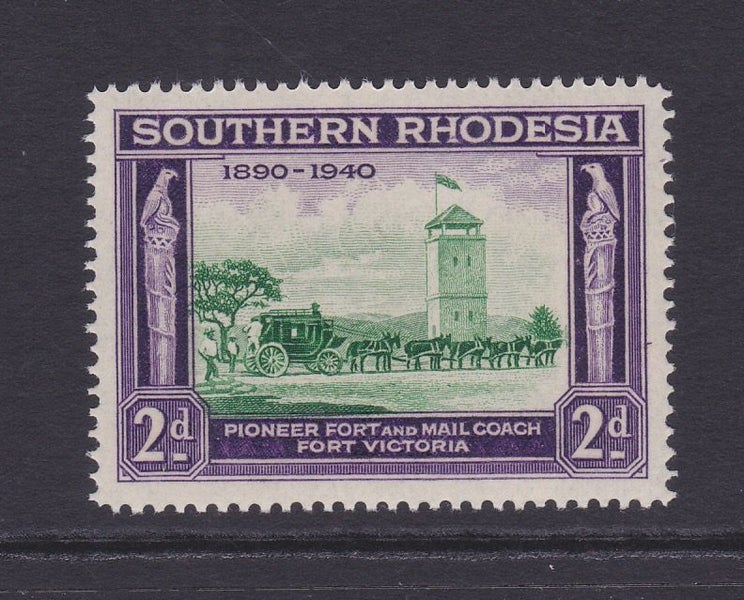 SOUTHERN RHODESIA
1890-1940
2d 2d
PIONEER FORT AND MAIL COACH
FORT VICTORIA